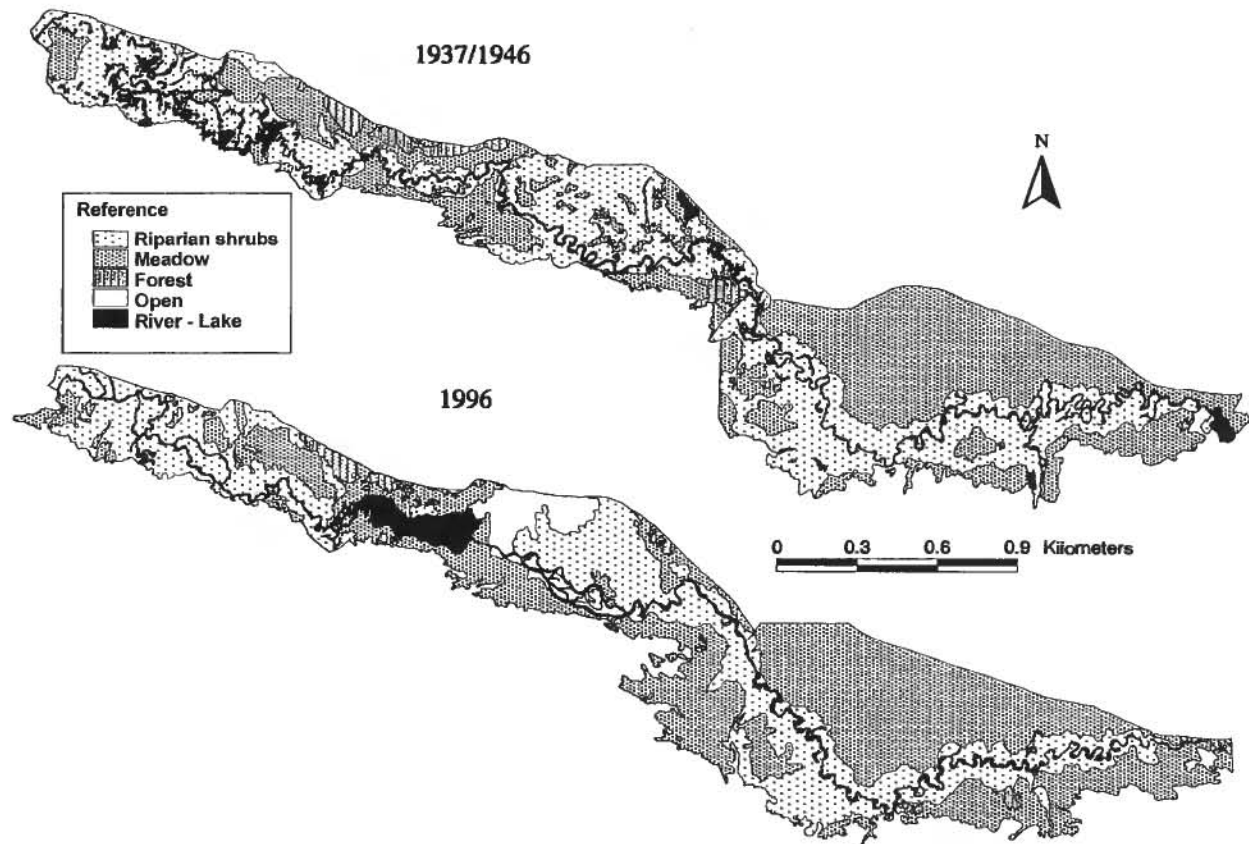 1937/1946
N
Reference
Riparian shrubs
Meadow
Forest
Open
River - Lake
1996
0 0.3 0.6 0.9 Kilometers